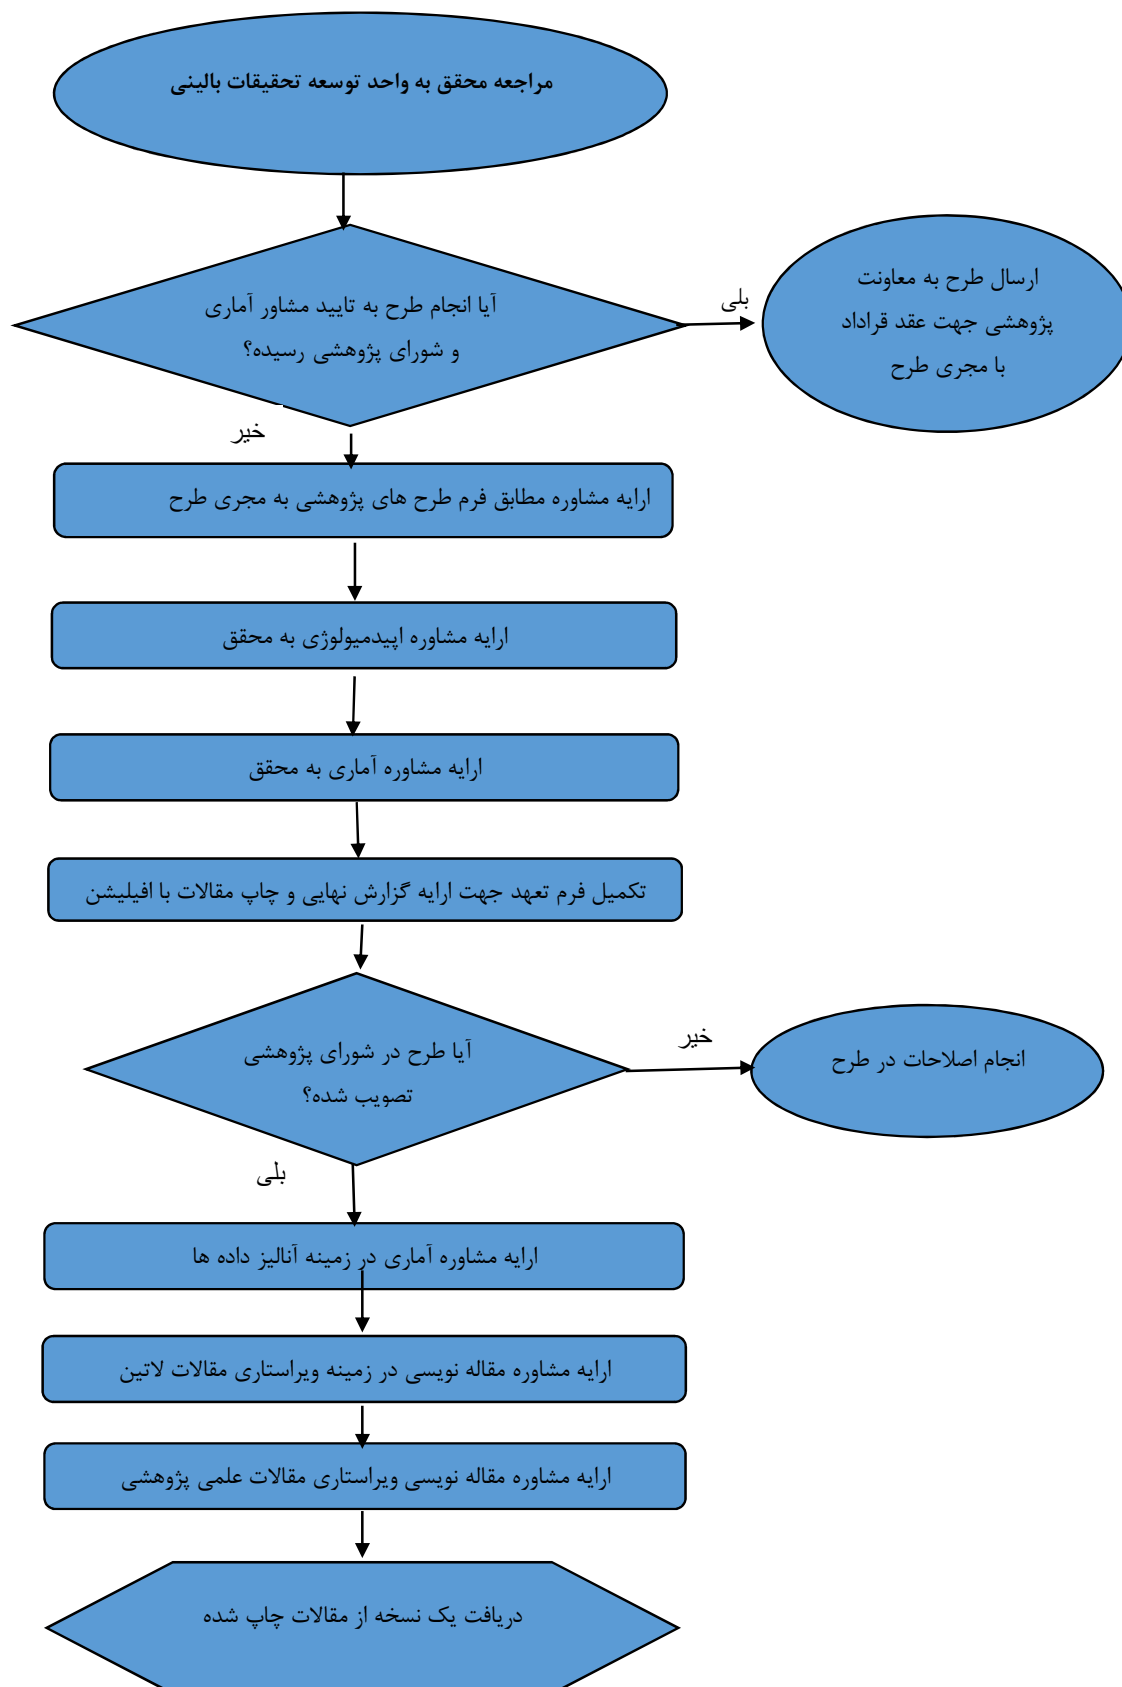 مراجعه محقق به واحد توسعه تحقیقات بالینی
آیا انجام طرح به تایید مشاور آماری
و شورای پژوهشی رسیده؟
بلی
ارسال طرح به معاونت
پژوهشی جهت عقد قراداد
با مجری طرح
خیر
ارایه مشاوره مطابق فرم طرح های پژوهشی به مجری طرح
ارایه مشاوره اپیدمیولوژی به محقق
ارایه مشاوره آماری به محقق
تکمیل فرم تعهد جهت ارایه گزارش نهایی و چاپ مقالات با افیلیشن
آیا طرح در شورای پژوهشی
تصویب شده؟
خیر
انجام اصلاحات در طرح
بلی
ارایه مشاوره آماری در زمینه آنالیز داده ها
ارایه مشاوره مقاله نویسی در زمینه ویراستاری مقالات لاتین
ارایه مشاوره مقاله نویسی ویراستاری مقالات علمی پژوهشی
دریافت یک نسخه از مقالات چاپ شده